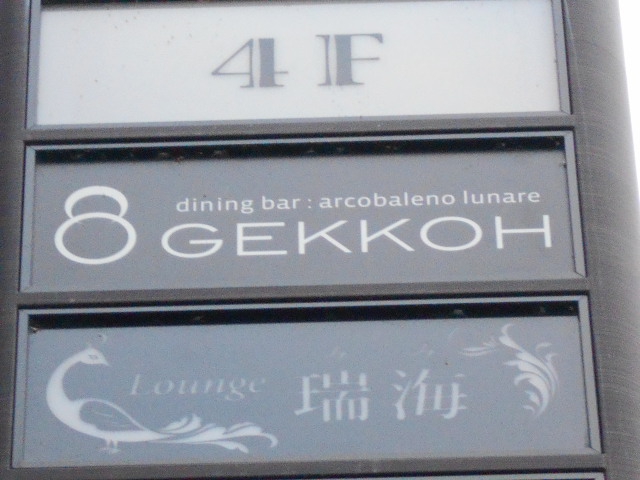 4F
dining bar : arcobaleno lunare
8 GEKKOH
Lounge 瑞海